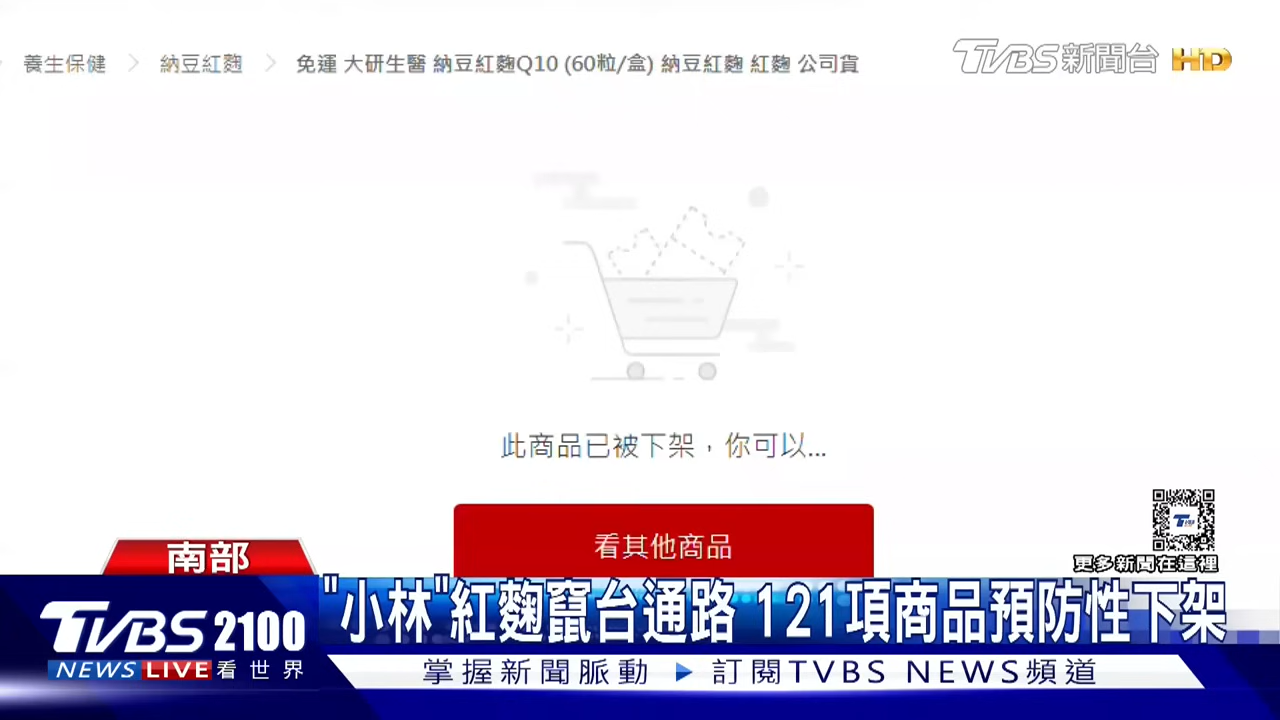 養生保健 > 納豆紅麴 > 免運 大研生醫 納豆紅麴Q10 (60粒/盒) 納豆紅麴 紅麴 公司貨
TVBS新聞台 HD
此商品已被下架，你可以...
看其他商品
更多新聞在這裡
南部
"小林"紅麴竄台通路 121項商品預防性下架
TVBS 2100
NEWS LIVE 看世界
掌握新聞脈動 ▶ 訂閱TVBS NEWS頻道